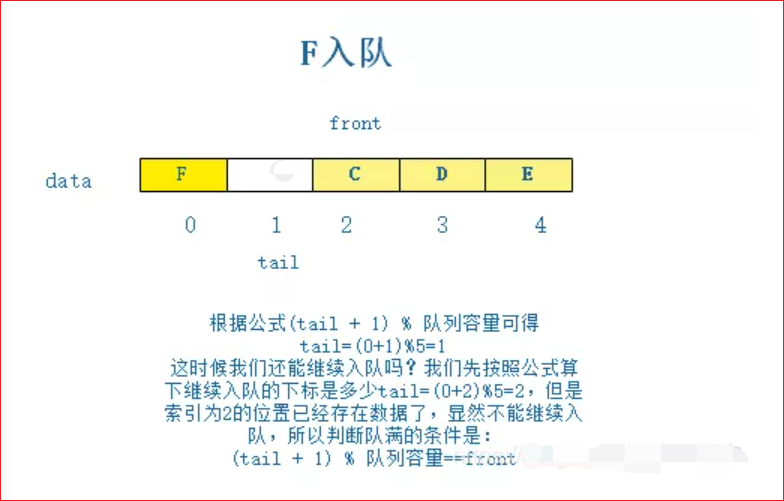 F入队
front
data F C D E
0 1 2 3 4
tail
根据公式(tail + 1) % 队列容量可得
tail=(0+1)%5=1
这时候我们还能继续入队吗？我们先按照公式算
下继续入队的下标是多少tail=(0+2)%5=2，但是
索引为2的位置已经存在数据了，显然不能继续入
队，所以判断队满的条件是：
(tail + 1) % 队列容量==front